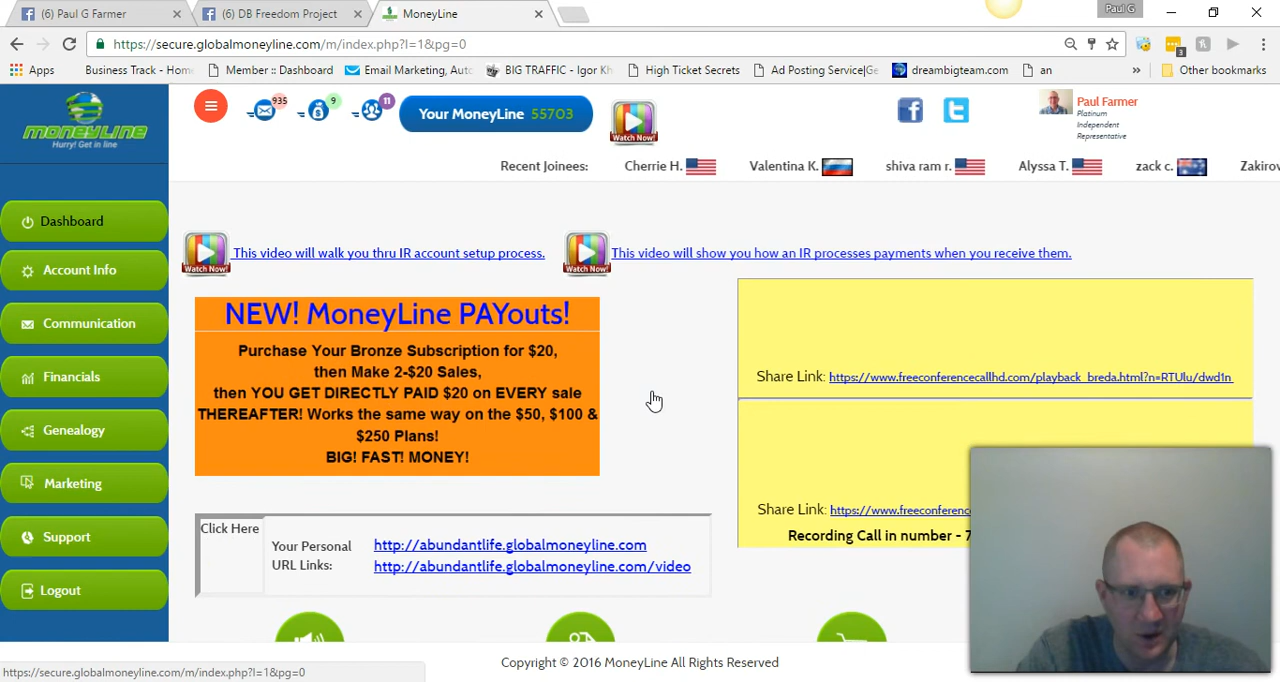 (6) Paul G Farmer
(6) DB Freedom Project
MoneyLine
Paul G
https://secure.globalmoneyline.com/m/index.php?l=1&pg=0
3
Apps
Business Track - Home
Member :: Dashboard
Email Marketing, Auto
BIG TRAFFIC - Igor Kh
High Ticket Secrets
Ad Posting Service|Ge
dreambigteam.com
an
»
Other bookmarks
MONEYLINE
Hurry! Get in line
935
9
11
Your MoneyLine 55703
Watch Now!
Paul Farmer
Platinum
Independent
Representative
Recent Joinees:
Cherrie H.
Valentina K.
shiva ram r.
Alyssa T.
zack c.
Zakirov
Dashboard
Account Info
Communication
Financials
Genealogy
Marketing
Support
Logout
Watch Now!
This video will walk you thru IR account setup process.
Watch Now!
This video will show you how an IR processes payments when you receive them.
NEW! MoneyLine PAYouts!
Purchase Your Bronze Subscription for $20,
then Make 2-$20 Sales,
then YOU GET DIRECTLY PAID $20 on EVERY sale
THEREAFTER! Works the same way on the $50, $100 &
$250 Plans!
BIG! FAST! MONEY!
Share Link: https://www.freeconferencecallhd.com/playback_breda.html?n=RTUlu/dwd1n
Share Link: https://www.freeconference
Recording Call in number - 7
Click Here
Your Personal
URL Links:
http://abundantlife.globalmoneyline.com
http://abundantlife.globalmoneyline.com/video
Copyright © 2016 MoneyLine All Rights Reserved
https://secure.globalmoneyline.com/m/index.php?l=1&pg=0